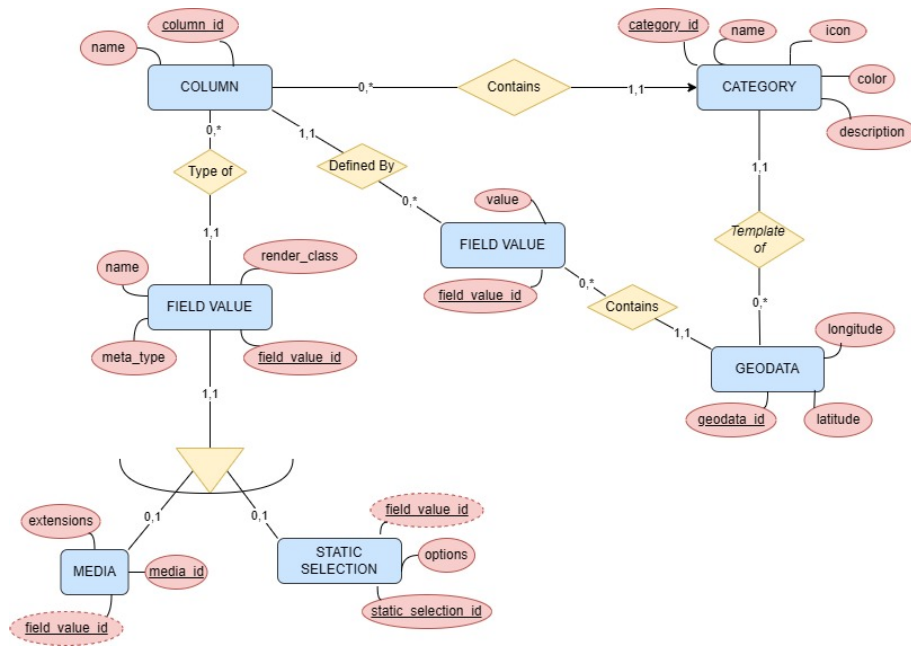 column_id
category_id
name
icon
name
COLUMN
0,*
Contains
1,1
CATEGORY
color
description
0,*
1,1
Type of
Defined By
1,1
0,*
value
Template
of
1,1
FIELD VALUE
name
render_class
0,*
field_value_id
Contains
0,*
FIELD VALUE
1,1
longitude
meta_type
field_value_id
GEODATA
1,1
geodata_id
latitude
extensions
0,1
0,1
field_value_id
MEDIA
media_id
STATIC
SELECTION
options
field_value_id
static_selection_id